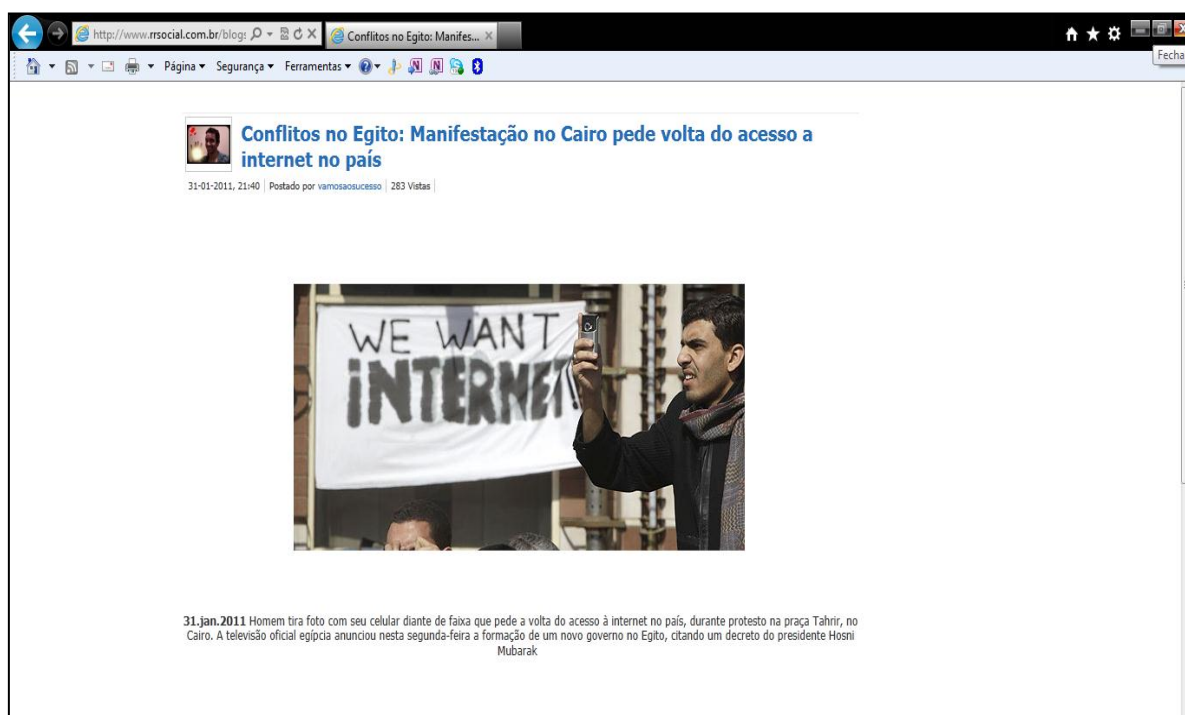 http://www.rrsocial.com.br/blogs
Conflitos no Egito: Manifes...
Fecha
Página
Segurança
Ferramentas
Conflitos no Egito: Manifestação no Cairo pede volta do acesso a
internet no país
31-01-2011, 21:40 | Postado por vamosaosucesso | 283 Vistas
WE WANT
iNTERNET!
31.jan.2011 Homem tira foto com seu celular diante de faixa que pede a volta do acesso à internet no país, durante protesto na praça Tahrir, no
Cairo. A televisão oficial egípcia anunciou nesta segunda-feira a formação de um novo governo no Egito, citando um decreto do presidente Hosni
Mubarak